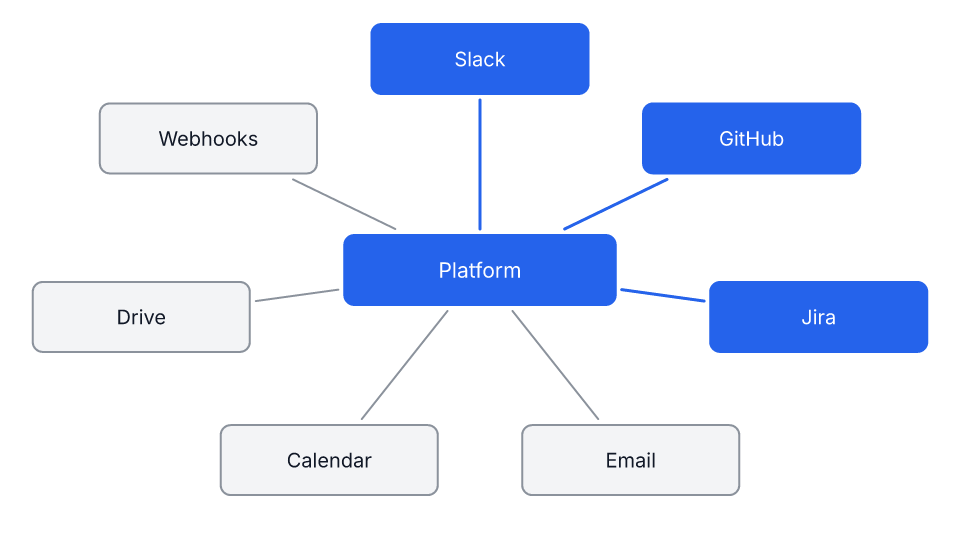 Slack
Webhooks
GitHub
Platform
Drive
Jira
Calendar
Email